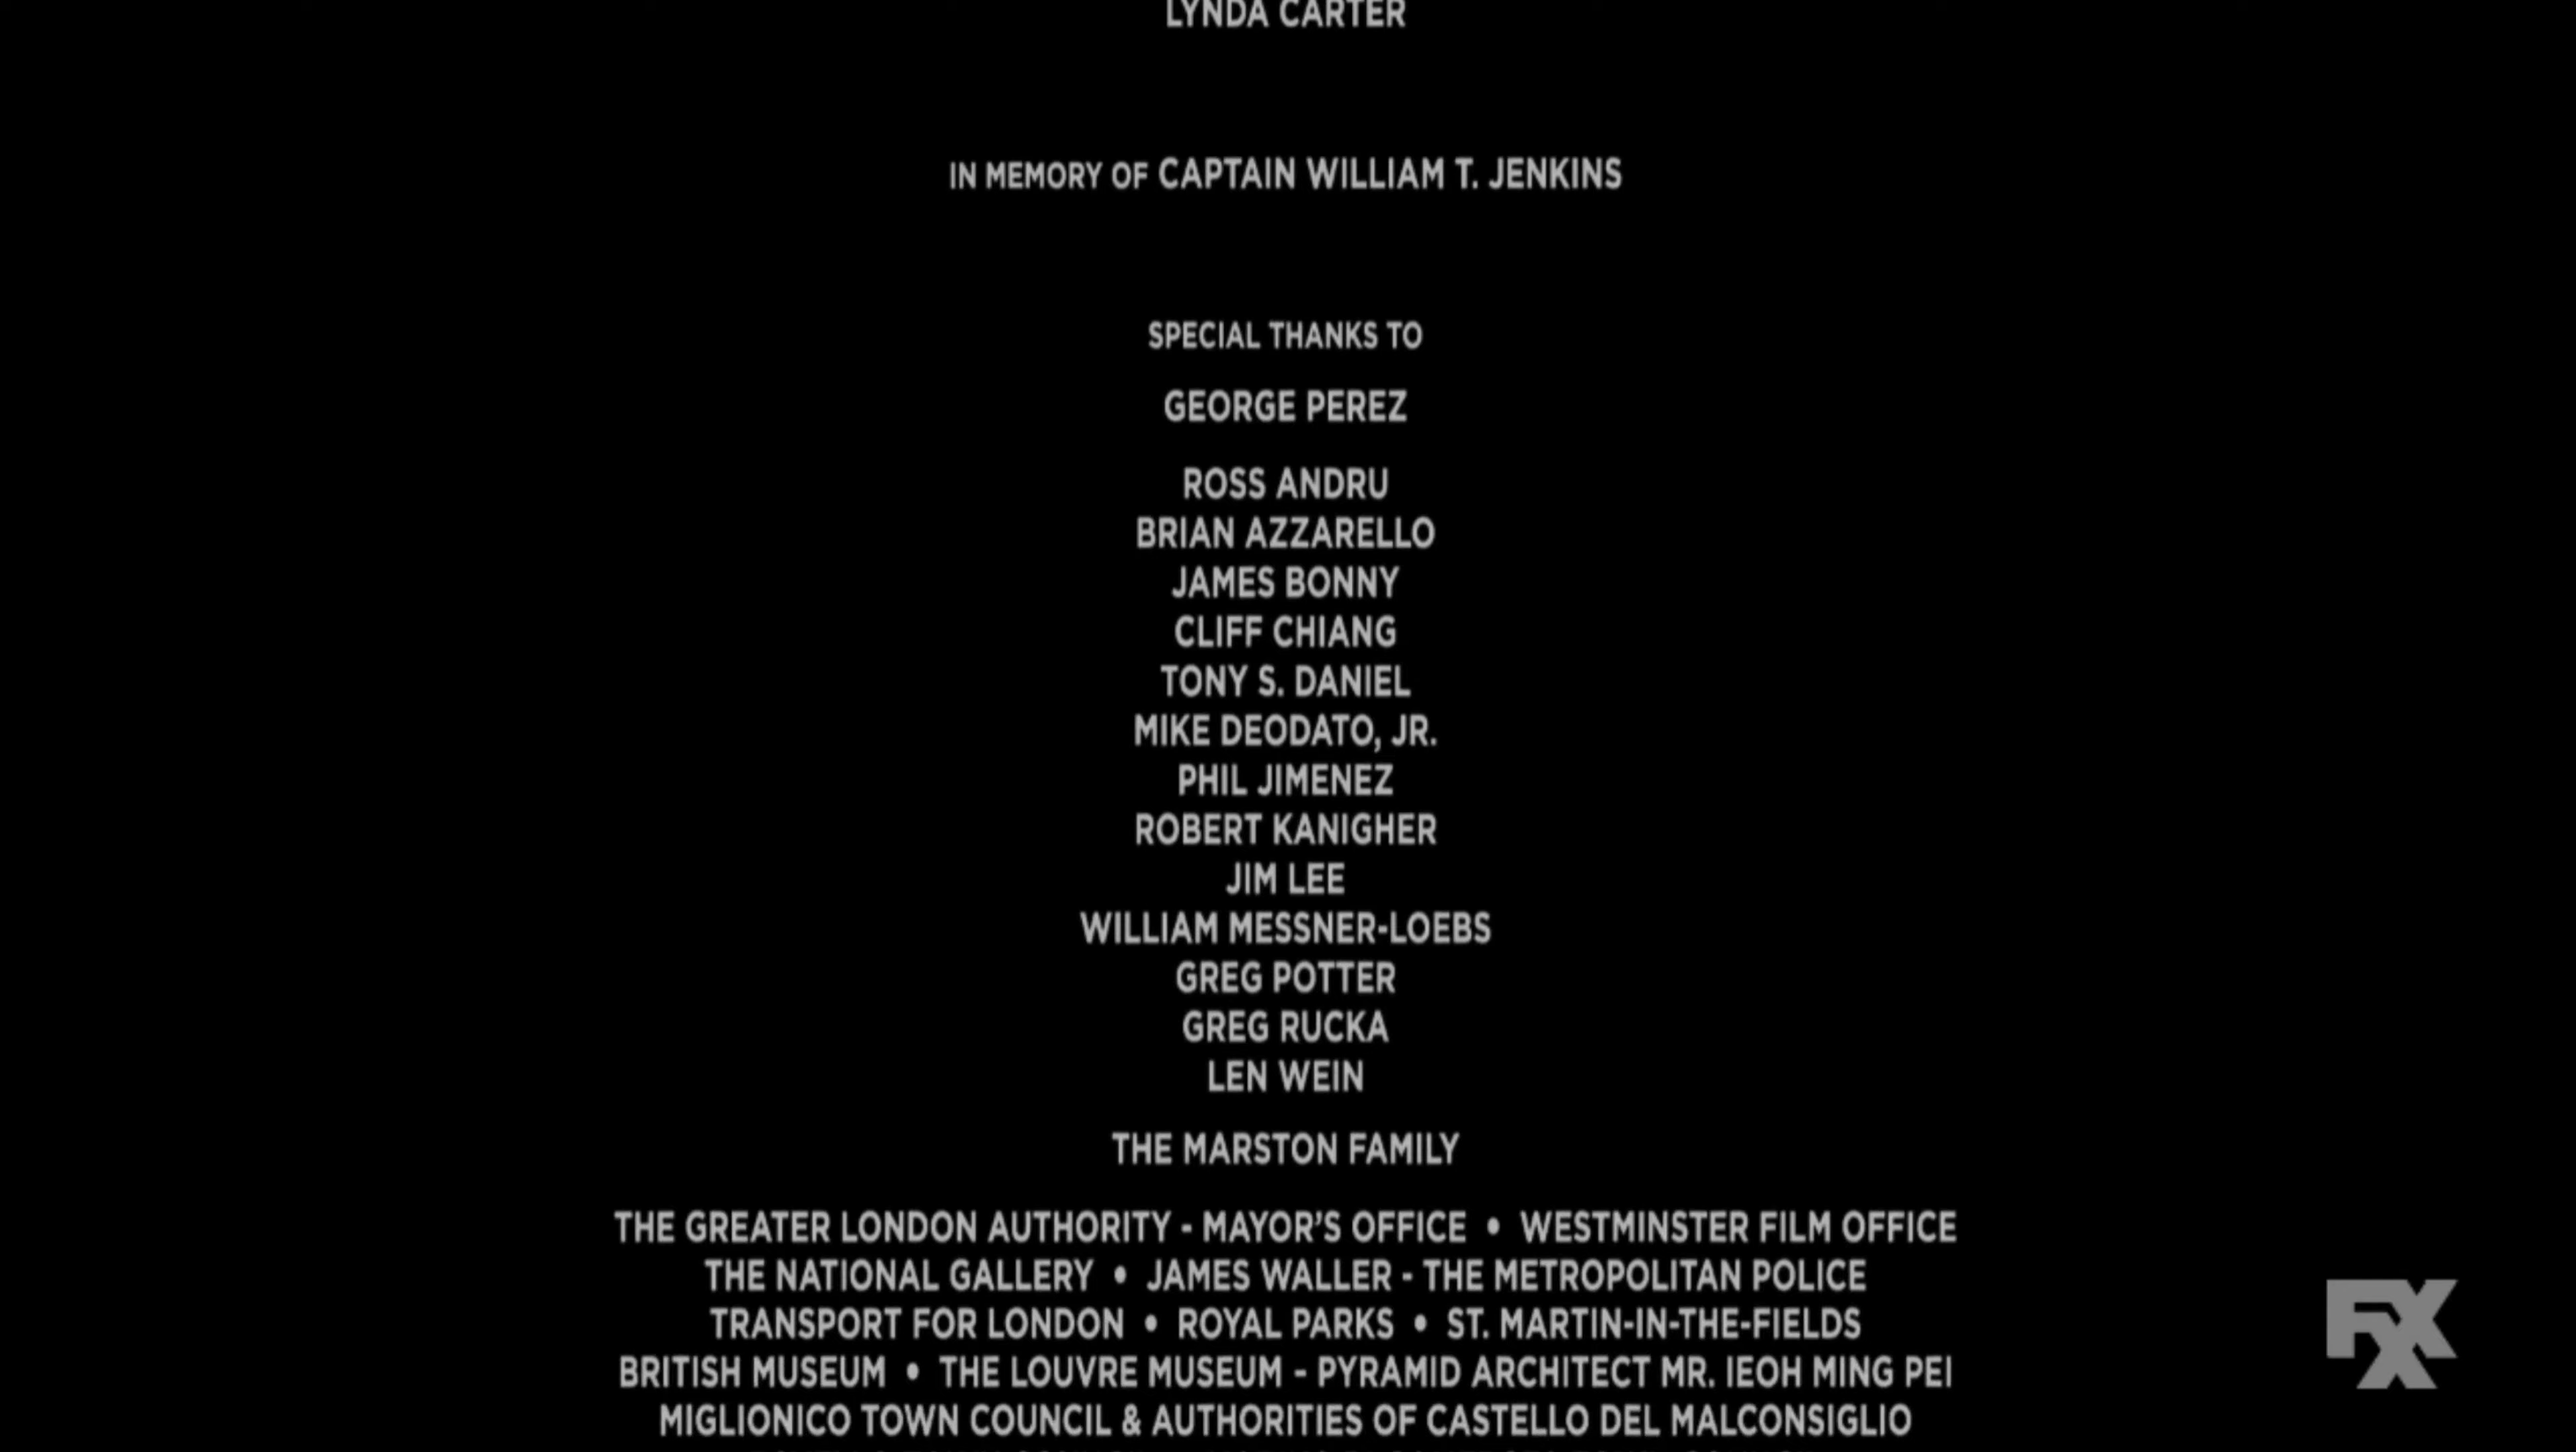 LYNDA CARTER
IN MEMORY OF CAPTAIN WILLIAM T. JENKINS
SPECIAL THANKS TO
GEORGE PEREZ
ROSS ANDRU
BRIAN AZZARELLO
JAMES BONNY
CLIFF CHIANG
TONY S. DANIEL
MIKE DEODATO, JR.
PHIL JIMENEZ
ROBERT KANIGHER
JIM LEE
WILLIAM MESSNER-LOEBS
GREG POTTER
GREG RUCKA
LEN WEIN
THE MARSTON FAMILY
THE GREATER LONDON AUTHORITY - MAYOR'S OFFICE • WESTMINSTER FILM OFFICE
THE NATIONAL GALLERY • JAMES WALLER - THE METROPOLITAN POLICE
TRANSPORT FOR LONDON • ROYAL PARKS • ST. MARTIN-IN-THE-FIELDS
BRITISH MUSEUM • THE LOUVRE MUSEUM – PYRAMID ARCHITECT MR. IEOH MING PEI
MIGLIONICO TOWN COUNCIL & AUTHORITIES OF CASTELLO DEL MALCONSIGLIO
FXX